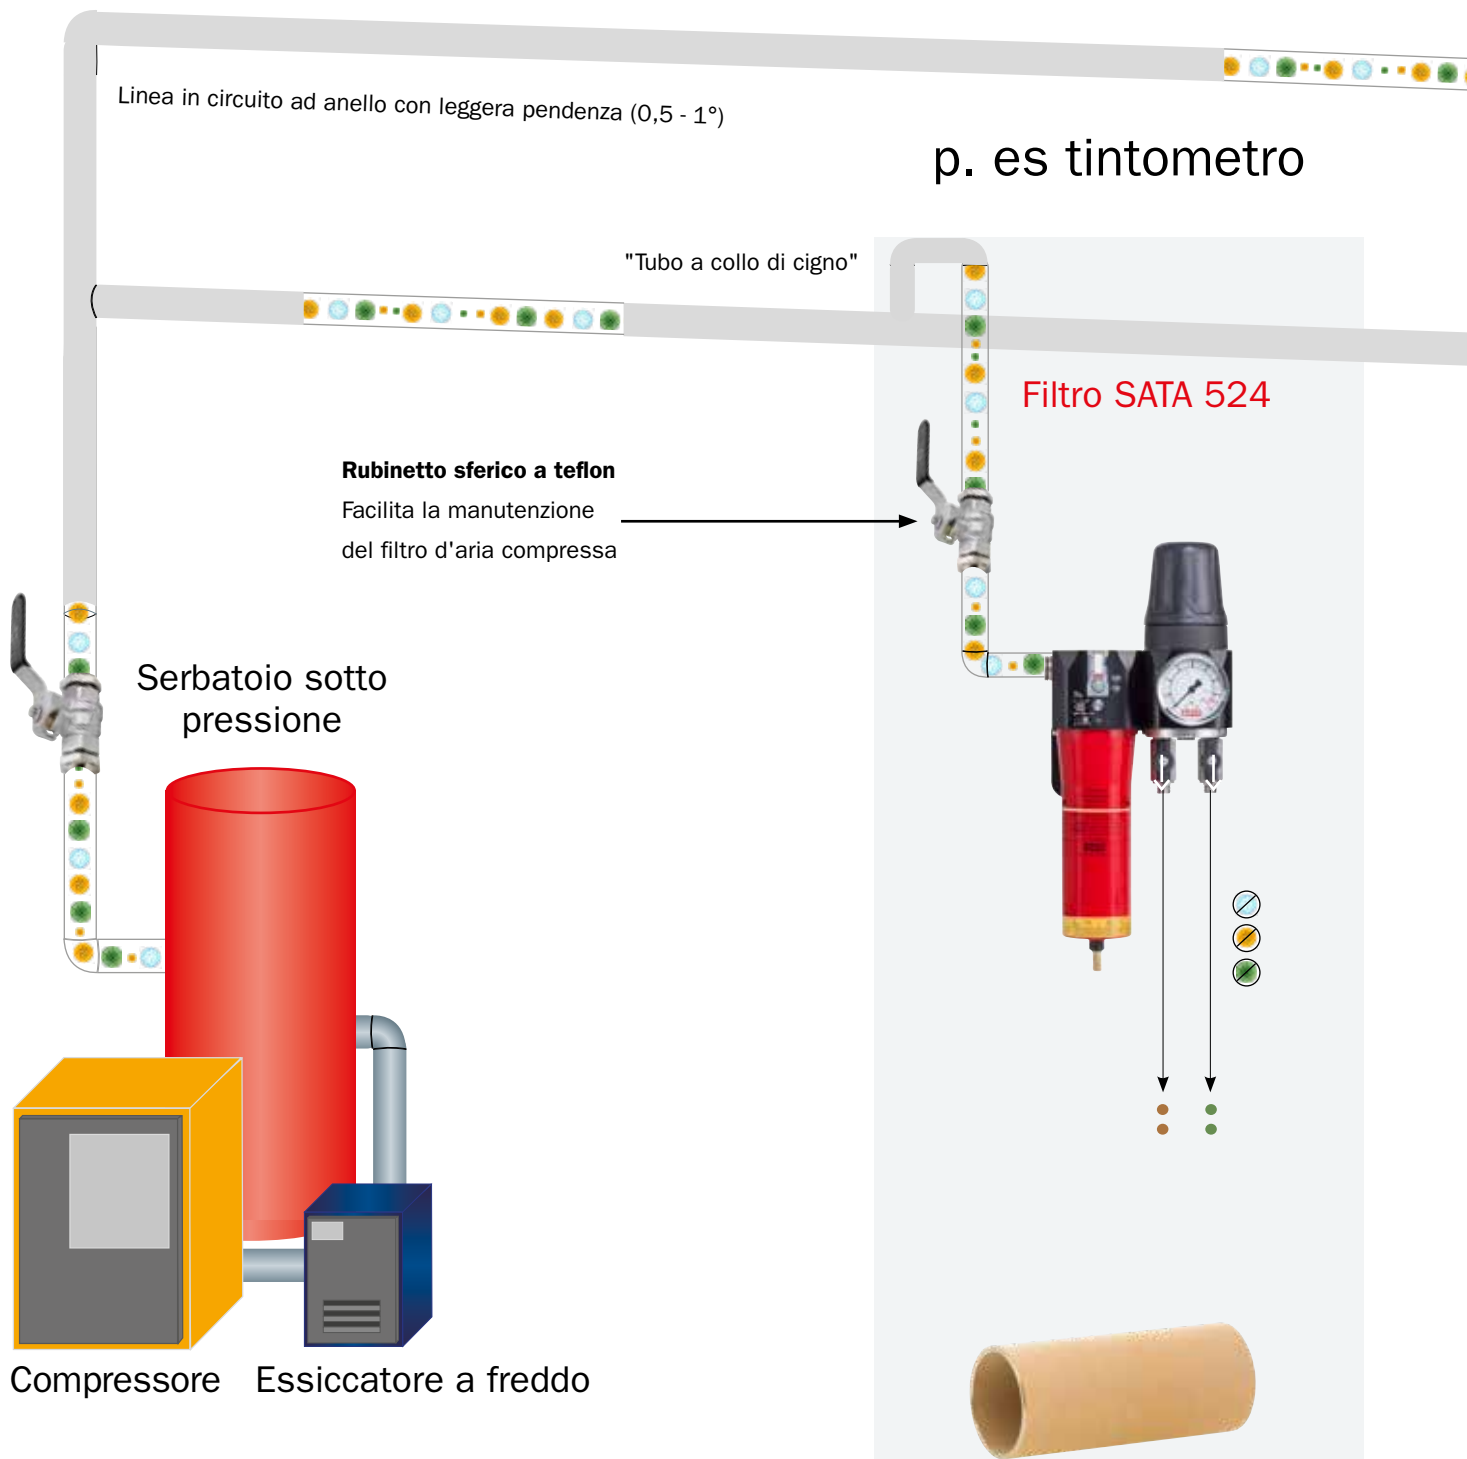 Linea in circuito ad anello con leggera pendenza (0,5 - 1°)
p. es tintometro
"Tubo a collo di cigno"
Filtro SATA 524
Rubinetto sferico a teflon
Facilita la manutenzione
del filtro d'aria compressa
Serbatoio sotto
pressione
Compressore
Essiccatore a freddo